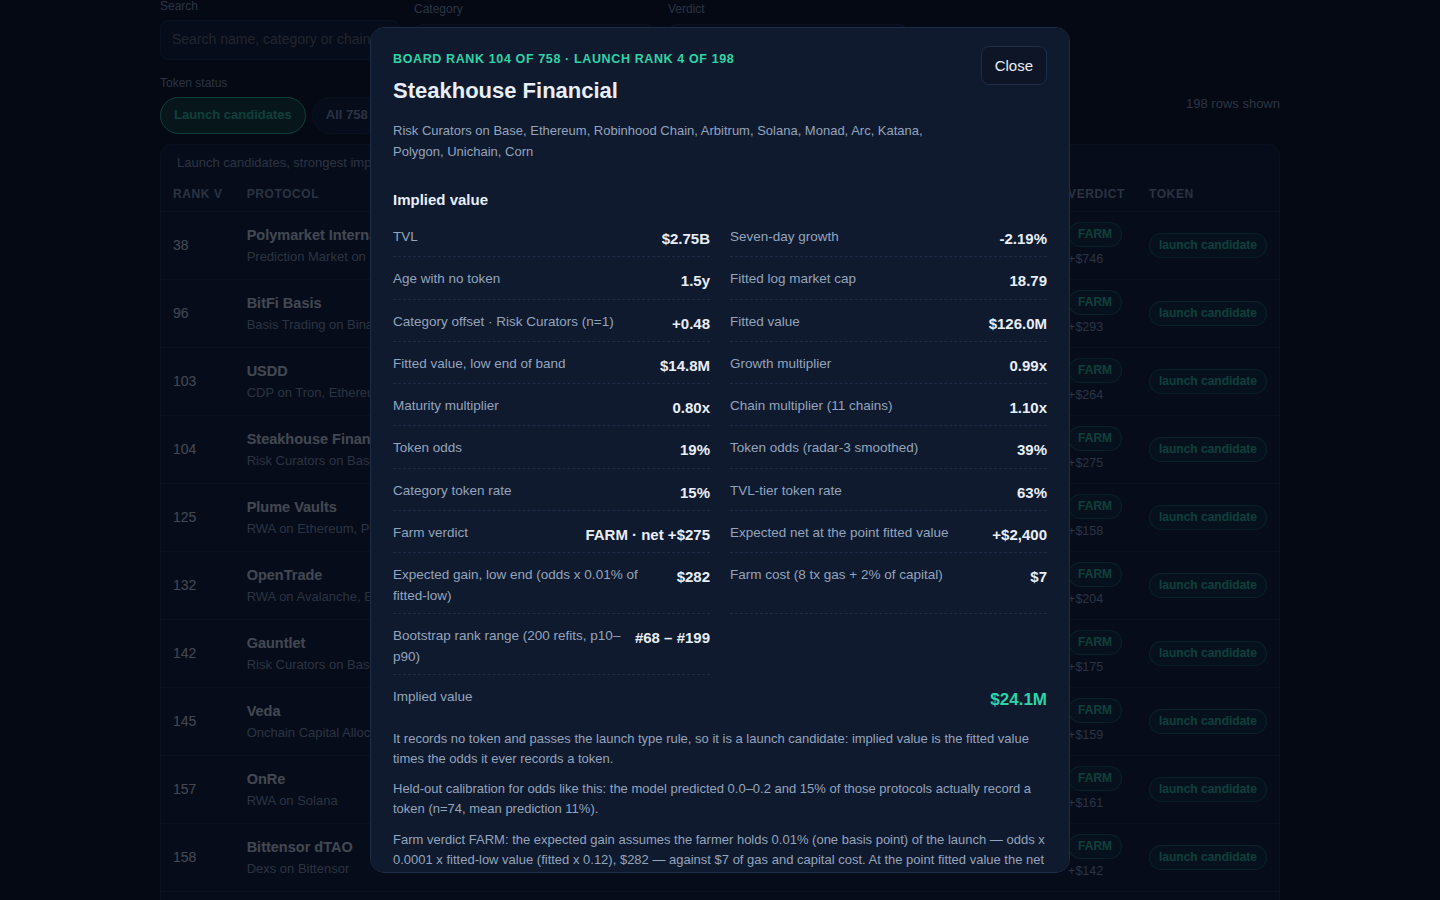 Search
Category
Verdict
Search name, category or chain
Token status
Launch candidates
All 758
198 rows shown
Launch candidates, strongest imp
RANK V
PROTOCOL
VERDICT
TOKEN
38
Polymarket Interna
Prediction Market on
FARM
+$746
launch candidate
96
BitFi Basis
Basis Trading on Bina
FARM
+$293
launch candidate
103
USDD
CDP on Tron, Ethereu
FARM
+$264
launch candidate
104
Steakhouse Finan
Risk Curators on Bas
FARM
+$275
launch candidate
125
Plume Vaults
RWA on Ethereum, P
FARM
+$158
launch candidate
132
OpenTrade
RWA on Avalanche, E
FARM
+$204
launch candidate
142
Gauntlet
Risk Curators on Bas
FARM
+$175
launch candidate
145
Veda
Onchain Capital Alloc
FARM
+$159
launch candidate
157
OnRe
RWA on Solana
FARM
+$161
launch candidate
158
Bittensor dTAO
Dexs on Bittensor
FARM
+$142
launch candidate
BOARD RANK 104 OF 758 · LAUNCH RANK 4 OF 198
Close
Steakhouse Financial
Risk Curators on Base, Ethereum, Robinhood Chain, Arbitrum, Solana, Monad, Arc, Katana,
Polygon, Unichain, Corn
Implied value
TVL $2.75B
Seven-day growth -2.19%
Age with no token 1.5y
Fitted log market cap 18.79
Category offset · Risk Curators (n=1) +0.48
Fitted value $126.0M
Fitted value, low end of band $14.8M
Growth multiplier 0.99x
Maturity multiplier 0.80x
Chain multiplier (11 chains) 1.10x
Token odds 19%
Token odds (radar-3 smoothed) 39%
Category token rate 15%
TVL-tier token rate 63%
Farm verdict FARM · net +$275
Expected net at the point fitted value +$2,400
Expected gain, low end (odds x 0.01% of
fitted-low) $282
Farm cost (8 tx gas + 2% of capital) $7
Bootstrap rank range (200 refits, p10–
p90) #68 – #199
Implied value $24.1M
It records no token and passes the launch type rule, so it is a launch candidate: implied value is the fitted value
times the odds it ever records a token.
Held-out calibration for odds like this: the model predicted 0.0–0.2 and 15% of those protocols actually record a
token (n=74, mean prediction 11%).
Farm verdict FARM: the expected gain assumes the farmer holds 0.01% (one basis point) of the launch — odds x
0.0001 x fitted-low value (fitted x 0.12), $282 — against $7 of gas and capital cost. At the point fitted value the net